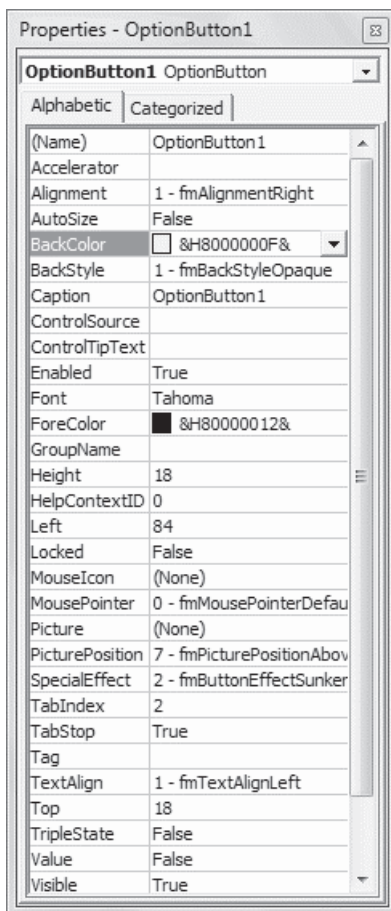 Properties - OptionButton1
OptionButton1 OptionButton
Alphabetic Categorized
(Name) OptionButton1
Accelerator
Alignment 1 - fmAlignmentRight
AutoSize False
BackColor &H8000000F&
BackStyle 1 - fmBackStyleOpaque
Caption OptionButton1
ControlSource
ControlTipText
Enabled True
Font Tahoma
ForeColor &H80000012&
GroupName
Height 18
HelpContextID 0
Left 84
Locked False
MouseIcon (None)
MousePointer 0 - fmMousePointerDefau
Picture (None)
PicturePosition 7 - fmPicturePositionAbov
SpecialEffect 2 - fmButtonEffectSunker
TabIndex 2
TabStop True
Tag
TextAlign 1 - fmTextAlignLeft
Top 18
TripleState False
Value False
Visible True